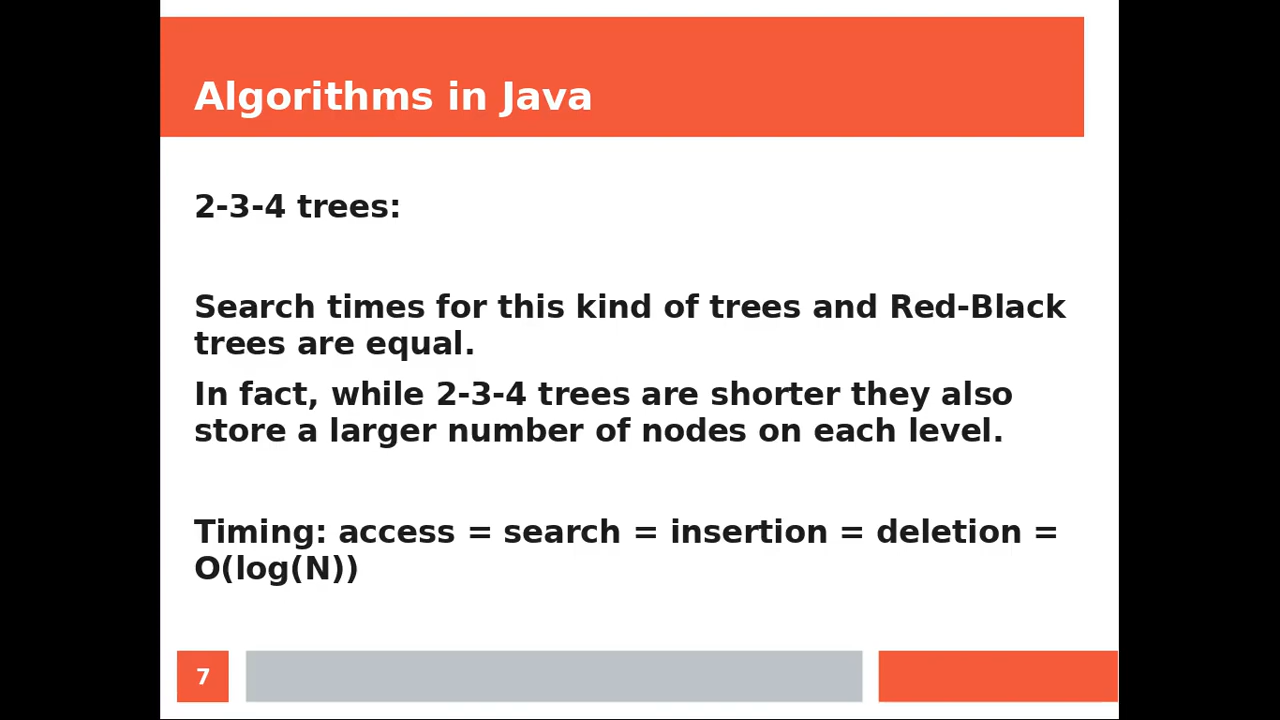 Algorithms in Java
2-3-4 trees:
Search times for this kind of trees and Red-Black
trees are equal.
In fact, while 2-3-4 trees are shorter they also
store a larger number of nodes on each level.
Timing: access = search = insertion = deletion =
O(log(N))
7